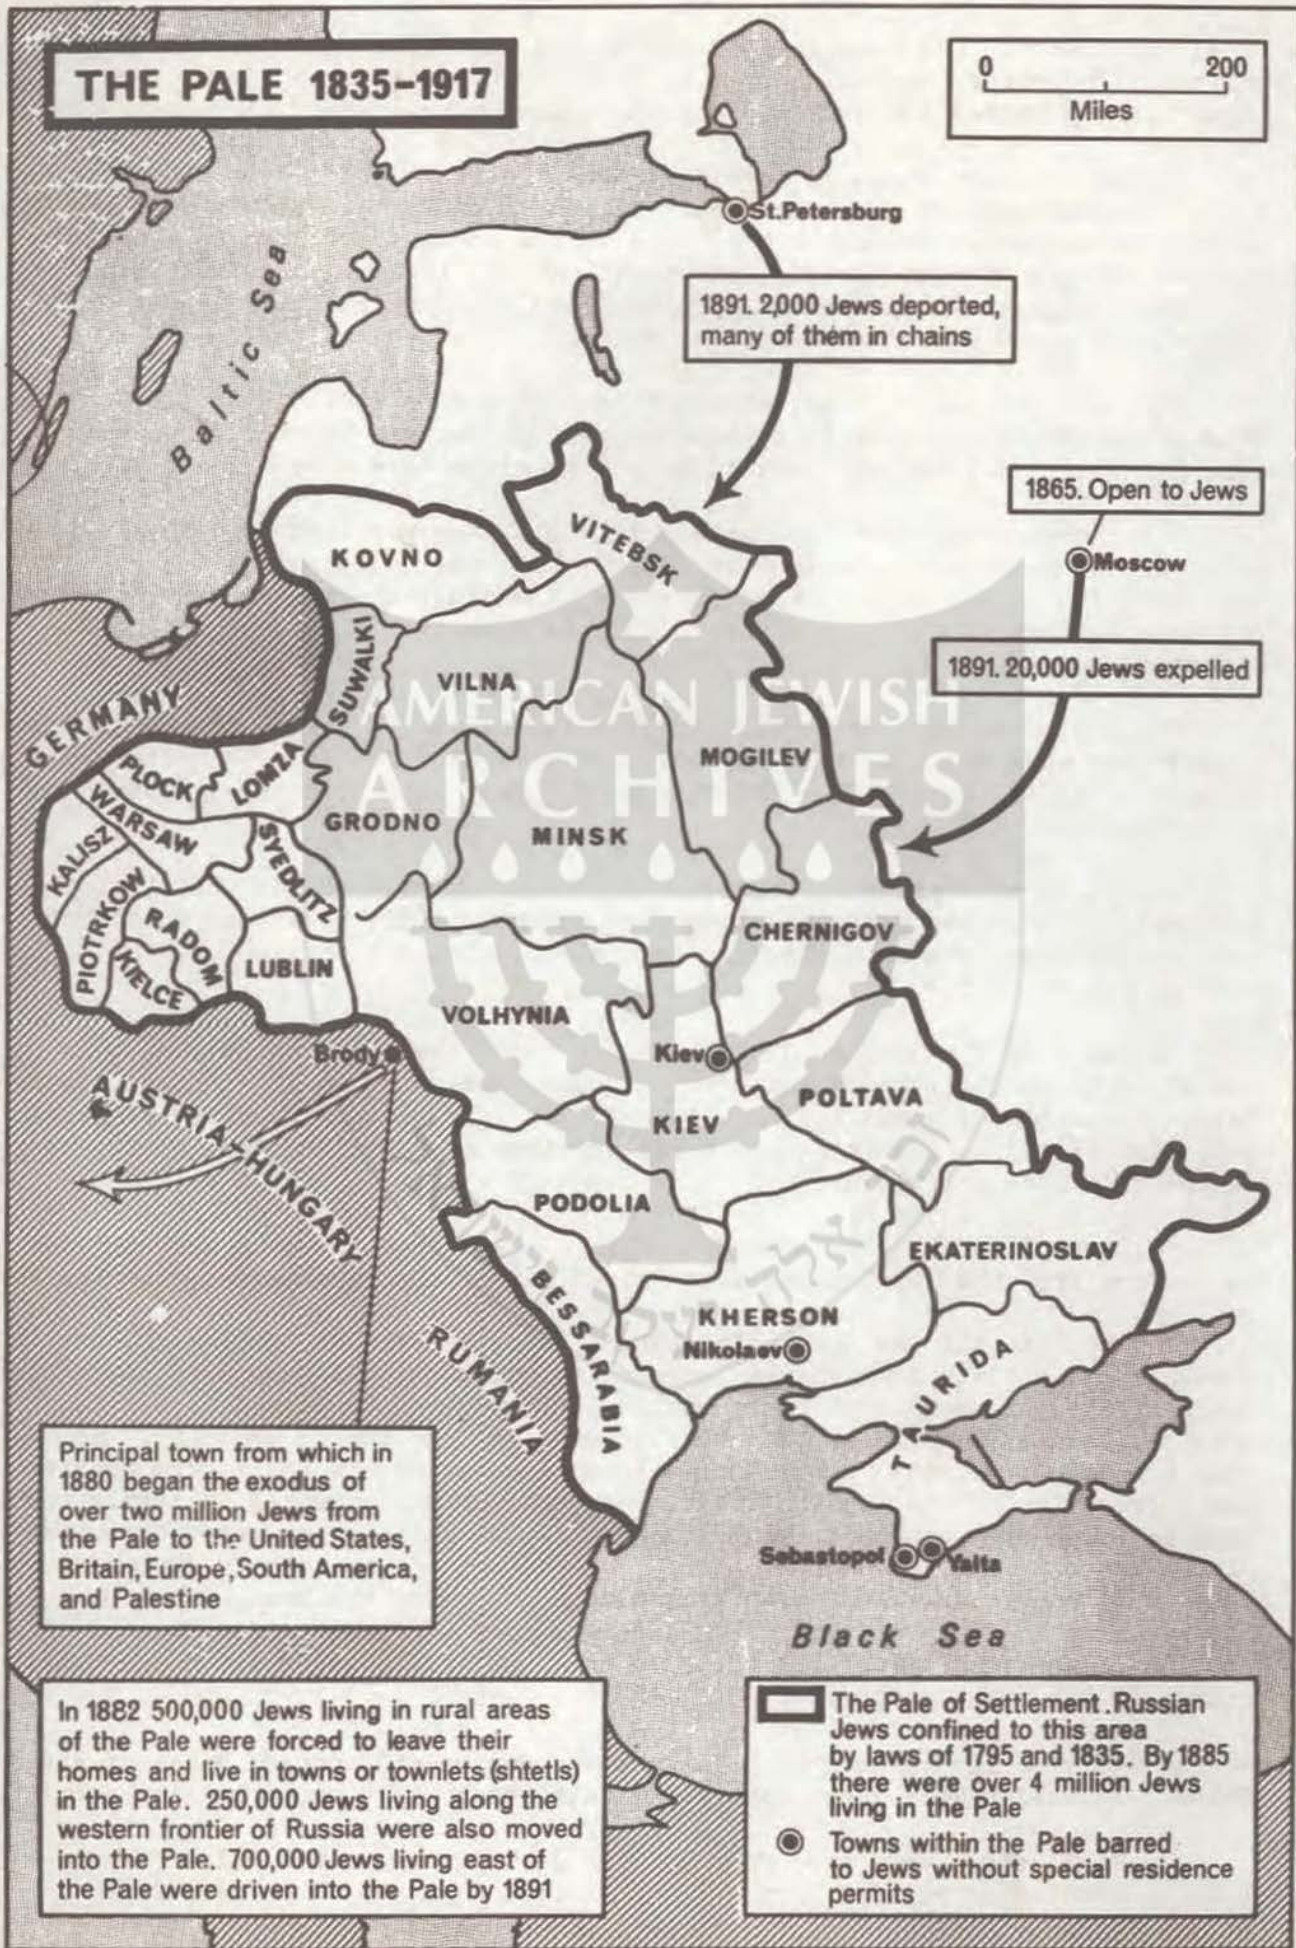 THE PALE 1835-1917
0 200
Miles
St.Petersburg
1891. 2,000 Jews deported,
many of them in chains
Baltic Sea
1865. Open to Jews
Moscow
1891. 20,000 Jews expelled
KOVNO
VITEBSK
SUWALKI
VILNA
AMERICAN JEWISH
ARCHIVES
GERMANY
MOGILEV
PLOCK
LOMZA
WARSAW
GRODNO
MINSK
KALISZ
SYEDLITZ
PIOTRKOW
RADOM
CHERNIGOV
KIELCE
LUBLIN
VOLHYNIA
Brody
Kiev
AUSTRIA-HUNGARY
POLTAVA
KIEV
PODOLIA
EKATERINOSLAV
BESSARABIA
KHERSON
Nikolaev
RUMANIA
TAURIDA
Principal town from which in
1880 began the exodus of
over two million Jews from
the Pale to the United States,
Britain, Europe, South America,
and Palestine
Sebastopol
Yalta
Black Sea
In 1882 500,000 Jews living in rural areas
of the Pale were forced to leave their
homes and live in towns or townlets (shtetls)
in the Pale. 250,000 Jews living along the
western frontier of Russia were also moved
into the Pale. 700,000 Jews living east of
the Pale were driven into the Pale by 1891
The Pale of Settlement. Russian
Jews confined to this area
by laws of 1795 and 1835. By 1885
there were over 4 million Jews
living in the Pale
Towns within the Pale barred
to Jews without special residence
permits